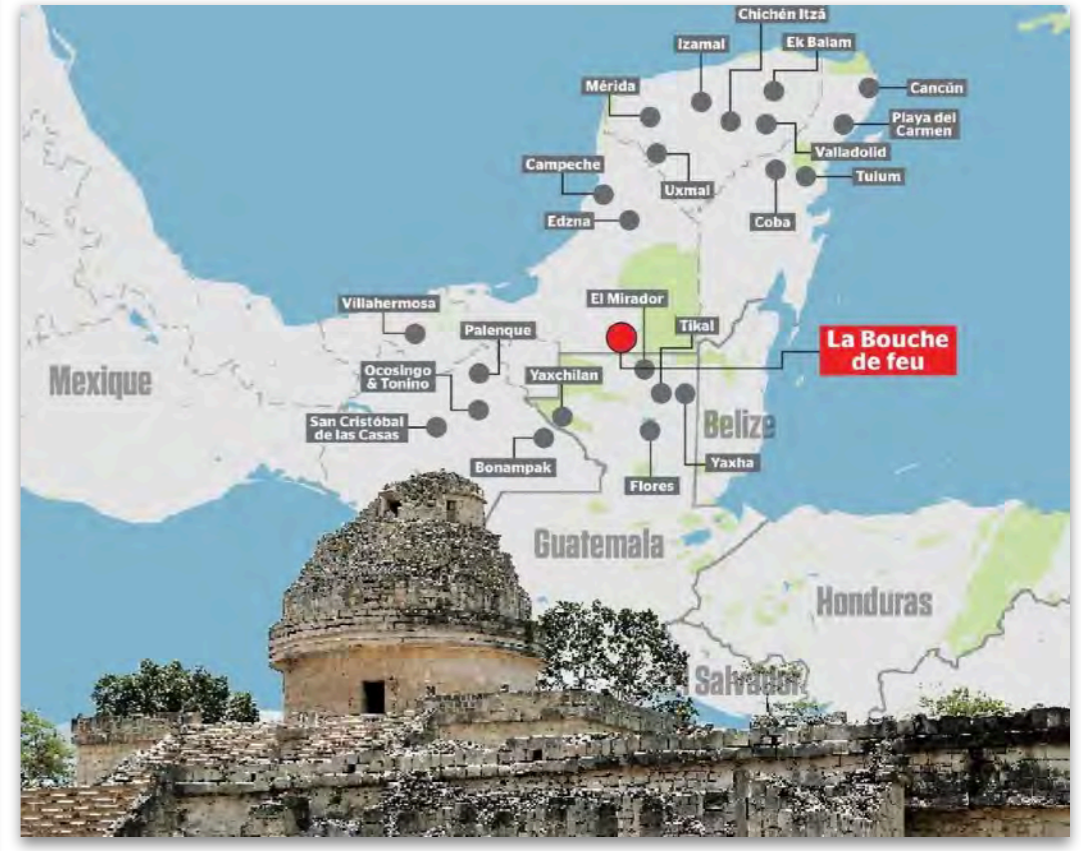 Chichén Itzá
Izamal
Ek Balam
Mérida
Cancún
Playa del
Carmen
Valladolid
Campeche
Uxmal
Tulum
Edzna
Coba
El Mirador
Villahermosa
Tikal
Palenque
La Bouche
de feu
Mexique
Ocosingo
& Tonino
Yaxchilan
San Cristóbal
de las Casas
Belize
Bonampak
Yaxha
Flores
Guatemala
Honduras
Salvador